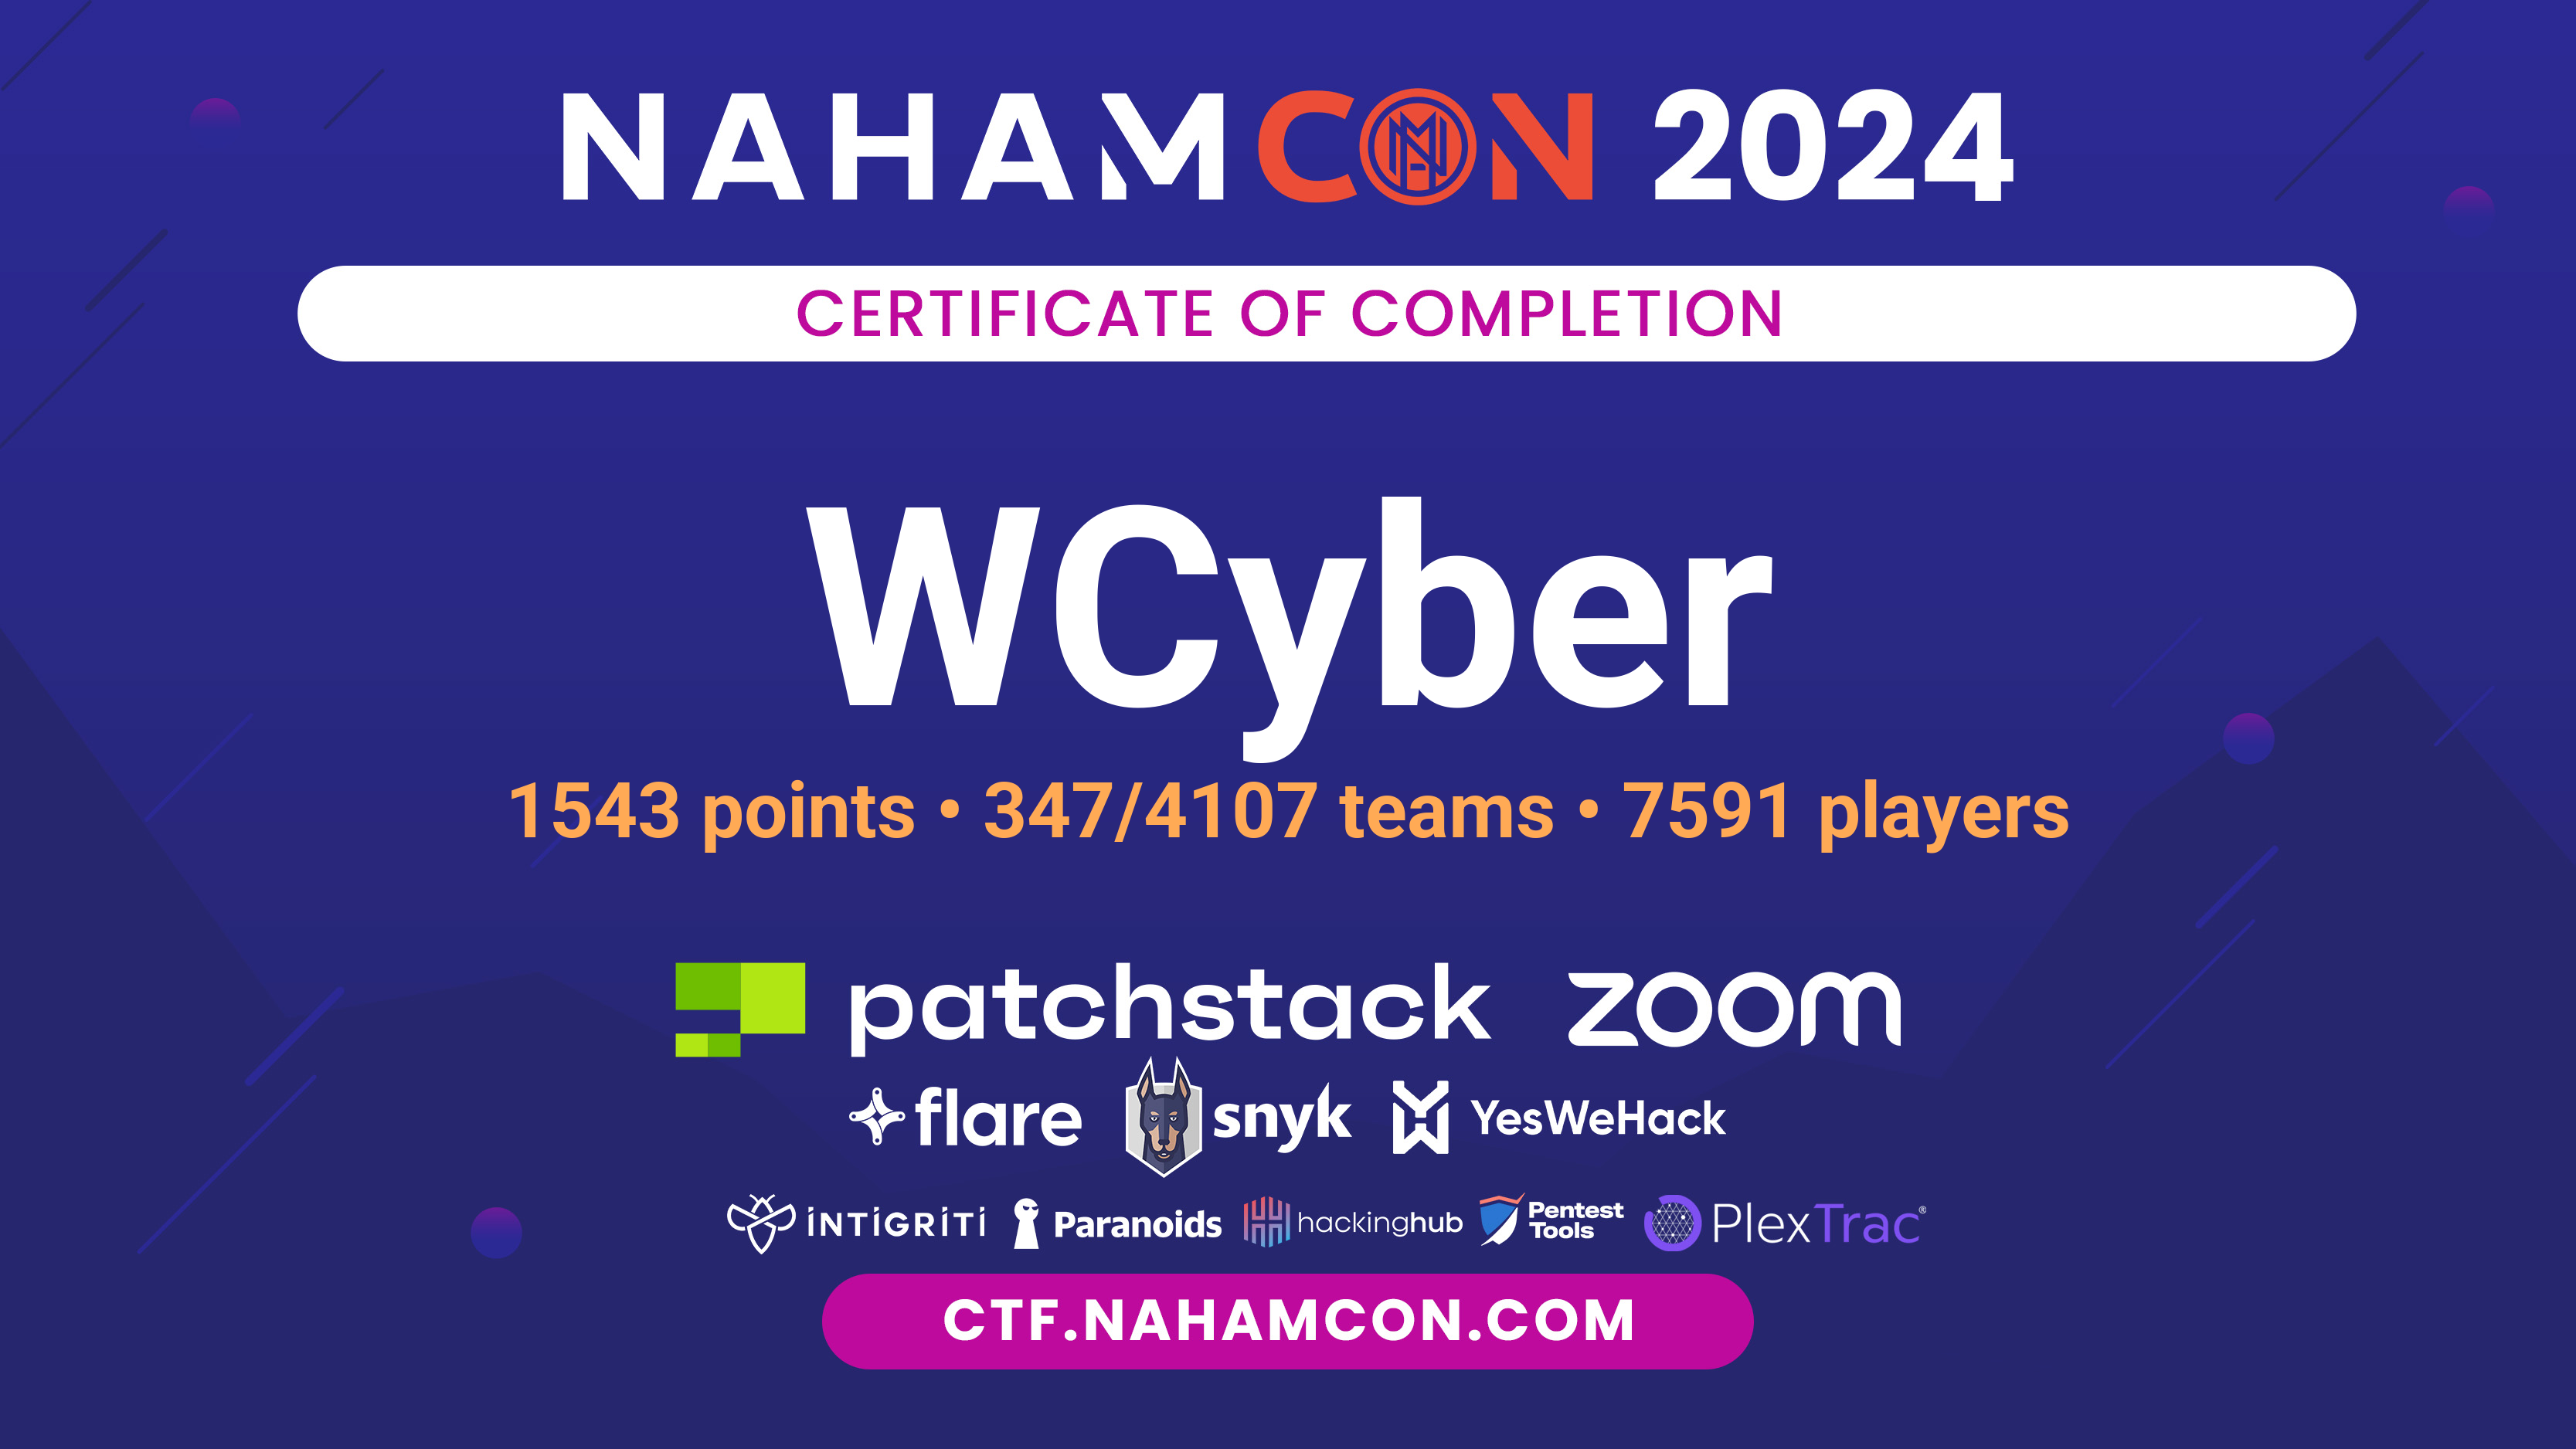 NAHAMCON 2024
CERTIFICATE OF COMPLETION
WCyber
1543 points • 347/4107 teams • 7591 players
patchstack zoom
flare snyk YesWeHack
INTIGRITI Paranoids hackinghub Pentest Tools PlexTrac®
CTF.NAHAMCON.COM